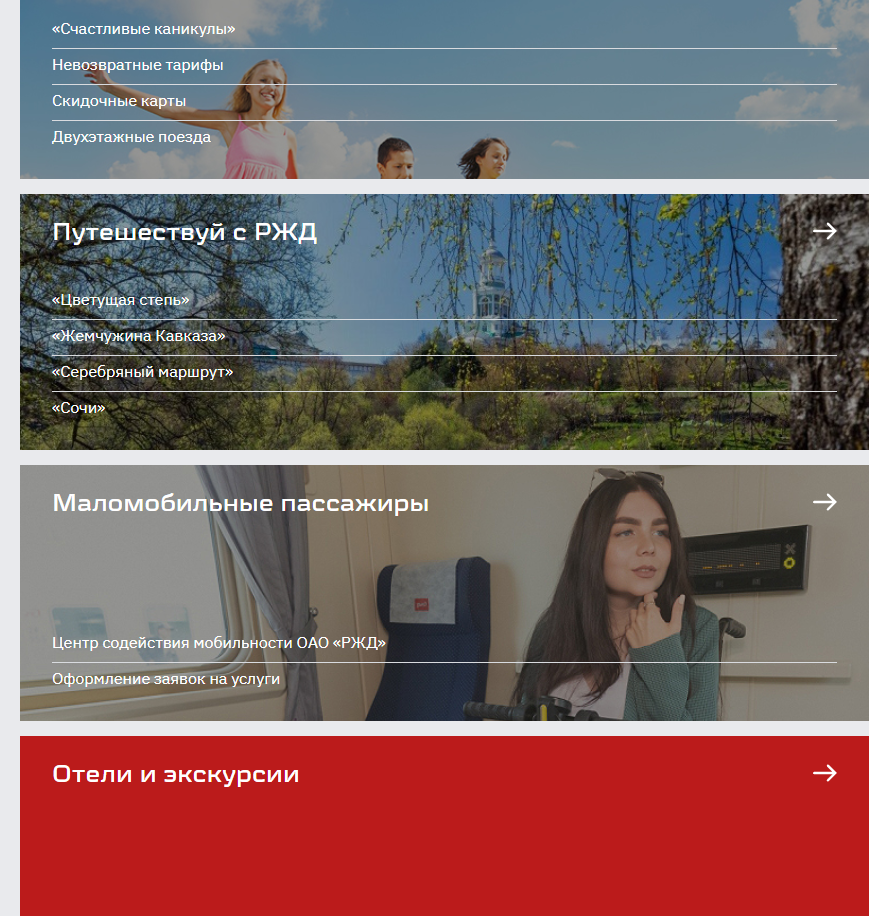 «Счастливые каникулы»
Невозвратные тарифы
Скидочные карты
Двухэтажные поезда
Путешествуй с РЖД
«Цветущая степь»
«Жемчужина Кавказа»
«Серебряный маршрут»
«Сочи»
Маломобильные пассажиры
Центр содействия мобильности ОАО «РЖД»
Оформление заявок на услуги
Отели и экскурсии